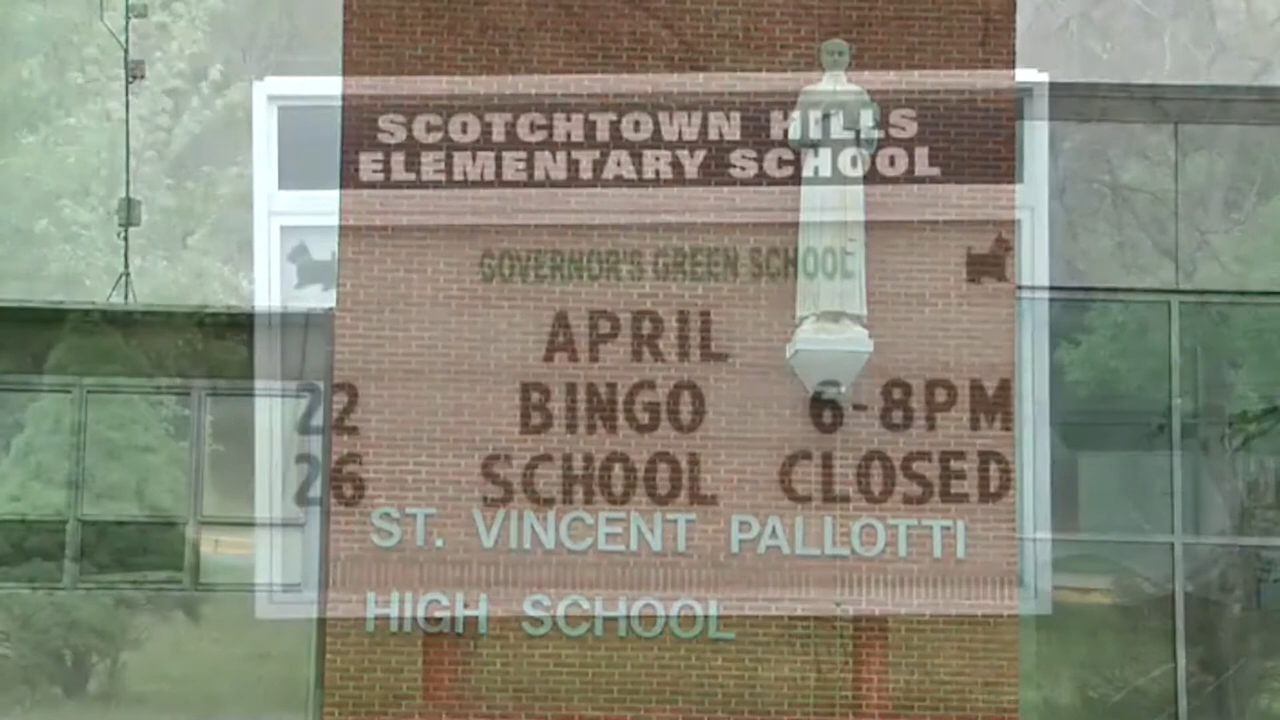 SCOTCHTOWN HILLS
ELEMENTARY SCHOOL
GOVERNOR'S GREEN SCHOOL
APRIL
22 BINGO 6-8PM
26 SCHOOL CLOSED
ST. VINCENT PALLOTTI
HIGH SCHOOL